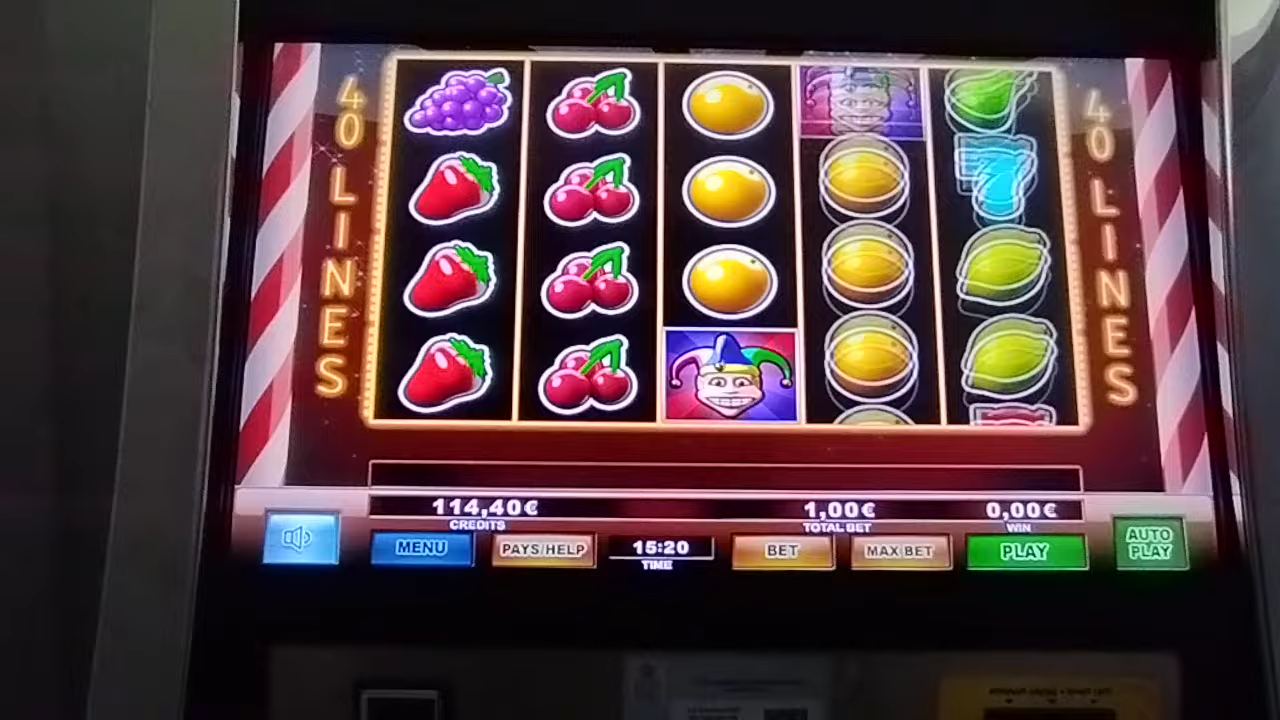 40 LINES
40 LINES
7
114,40€
CREDITS
1,00€
TOTAL BET
0,00€
WIN
MENU
PAYS/HELP
15:20
TIME
BET
MAX BET
PLAY
AUTO
PLAY